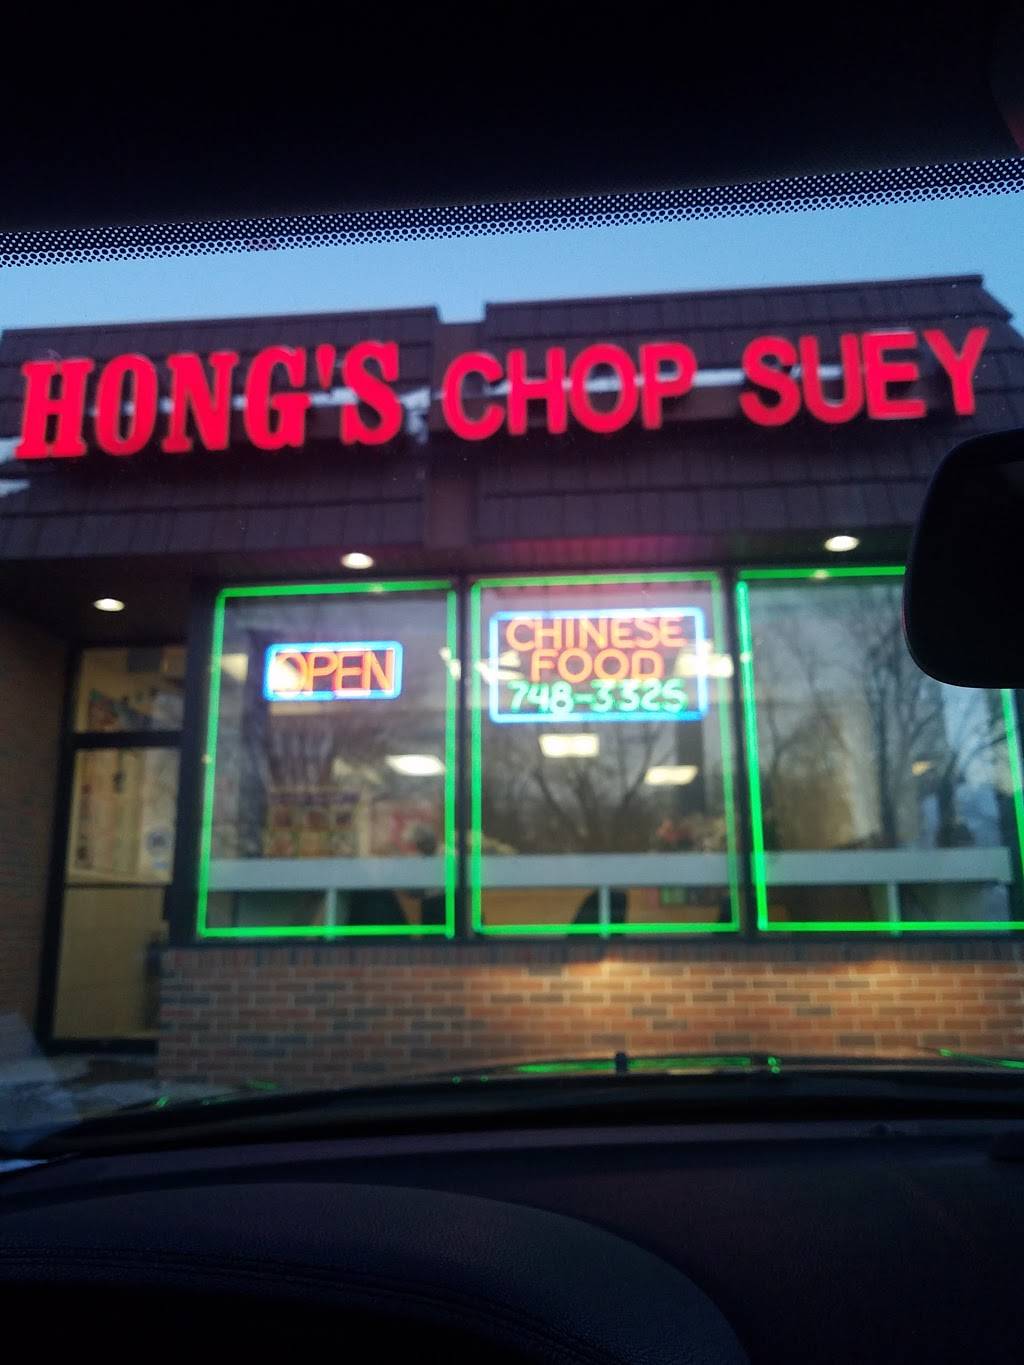 HONG'S CHOP SUEY
OPEN
CHINESE
FOOD
748-3325